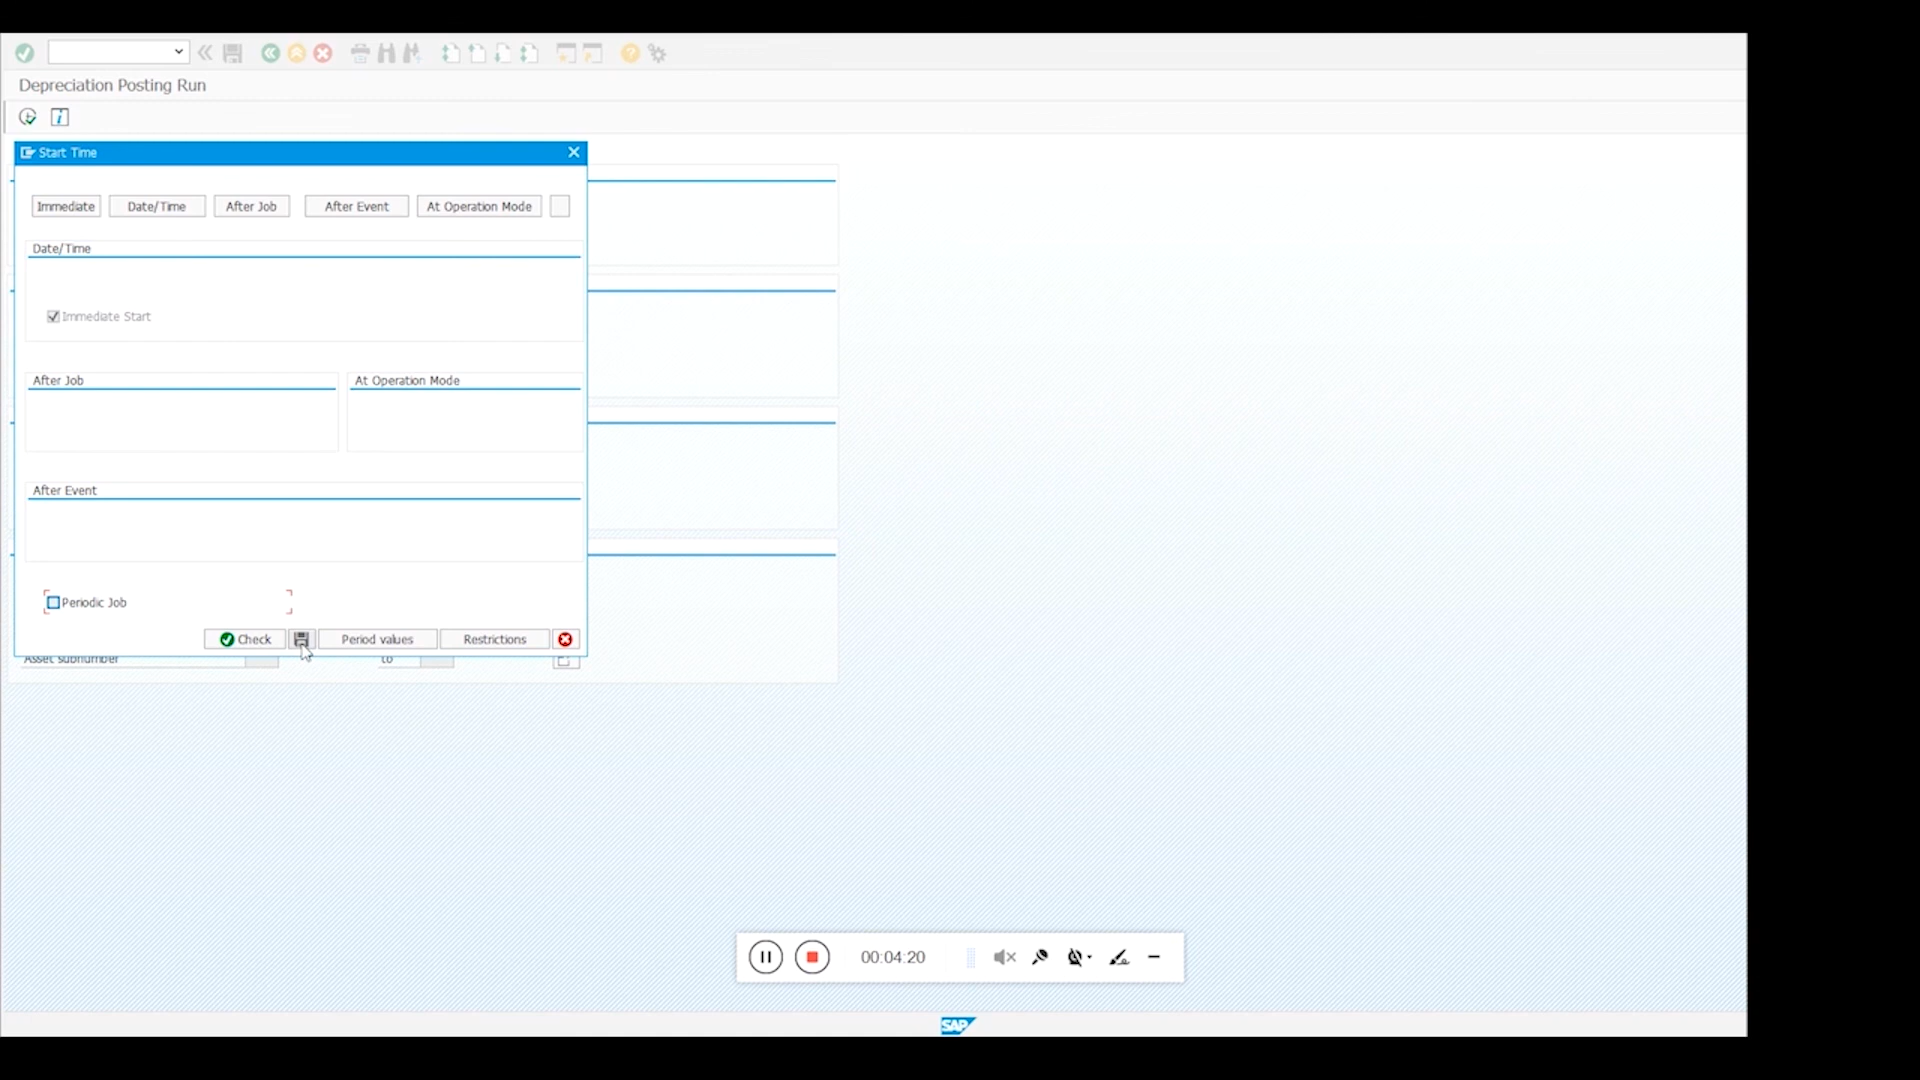 Depreciation Posting Run
Start Time
Immediate Date/Time After Job After Event At Operation Mode
Date/Time
Immediate Start
After Job At Operation Mode
After Event
Periodic Job
Check Period values Restrictions
Asset subnumber to
00:04:20
SAP